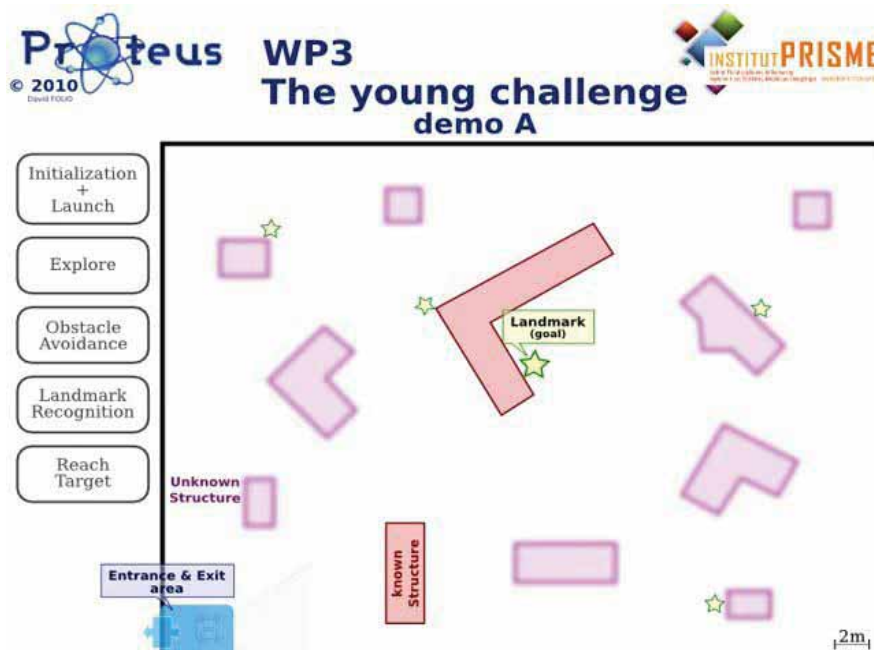 Proteus
© 2010
David FOLIO
WP3
The young challenge
demo A
INSTITUT PRISME
Initialization
+
Launch
Explore
Obstacle
Avoidance
Landmark
Recognition
Reach
Target
Landmark
(goal)
Unknown
Structure
known
Structure
Entrance & Exit
area
2m